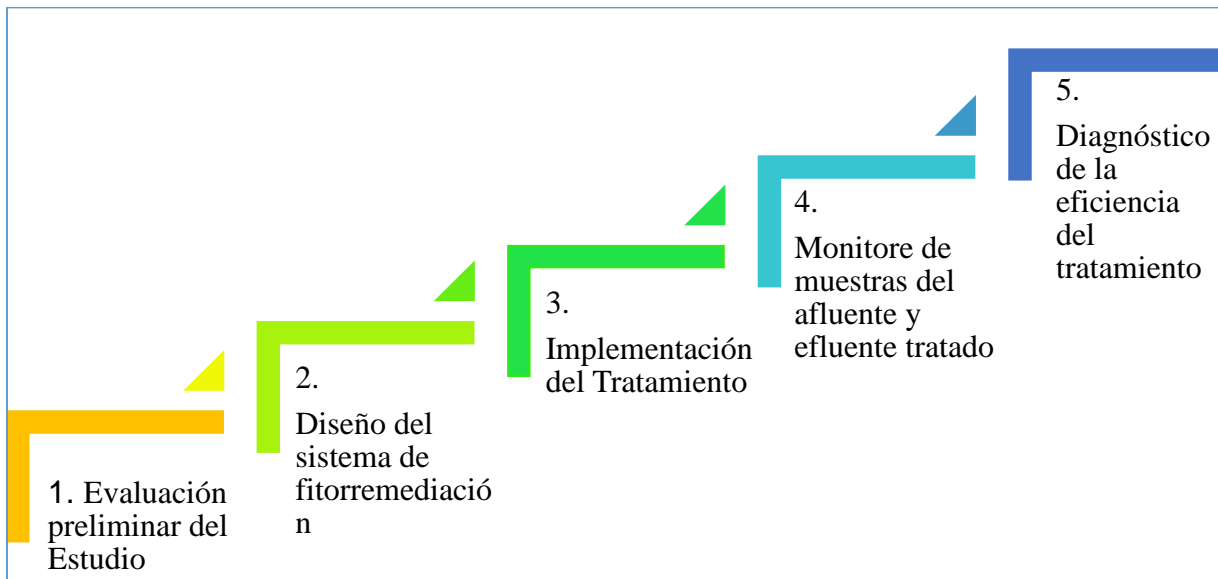 1. Evaluación
preliminar del
Estudio
2.
Diseño del
sistema de
fitorremediació
n
3.
Implementación
del Tratamiento
4.
Monitore de
muestras del
afluente y
efluente tratado
5.
Diagnóstico
de la
eficiencia
del
tratamiento